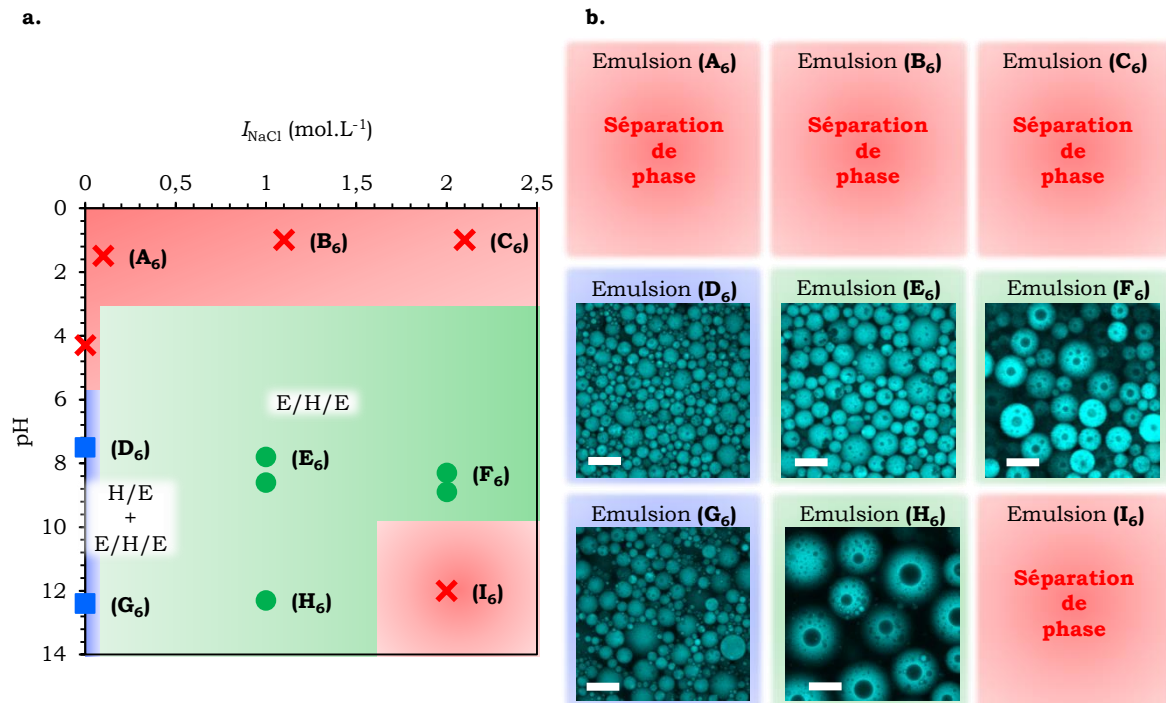 a.
I_NaCl (mol.L⁻¹)
0 0,5 1 1,5 2 2,5
pH
0
2
4
6
8
10
12
14
(A₆)
(B₆)
(C₆)
E/H/E
(D₆)
(E₆)
(F₆)
H/E
+
E/H/E
(G₆)
(H₆)
(I₆)
b.
Emulsion (A₆)
Séparation
de
phase
Emulsion (B₆)
Séparation
de
phase
Emulsion (C₆)
Séparation
de
phase
Emulsion (D₆)
Emulsion (E₆)
Emulsion (F₆)
Emulsion (G₆)
Emulsion (H₆)
Emulsion (I₆)
Séparation
de
phase